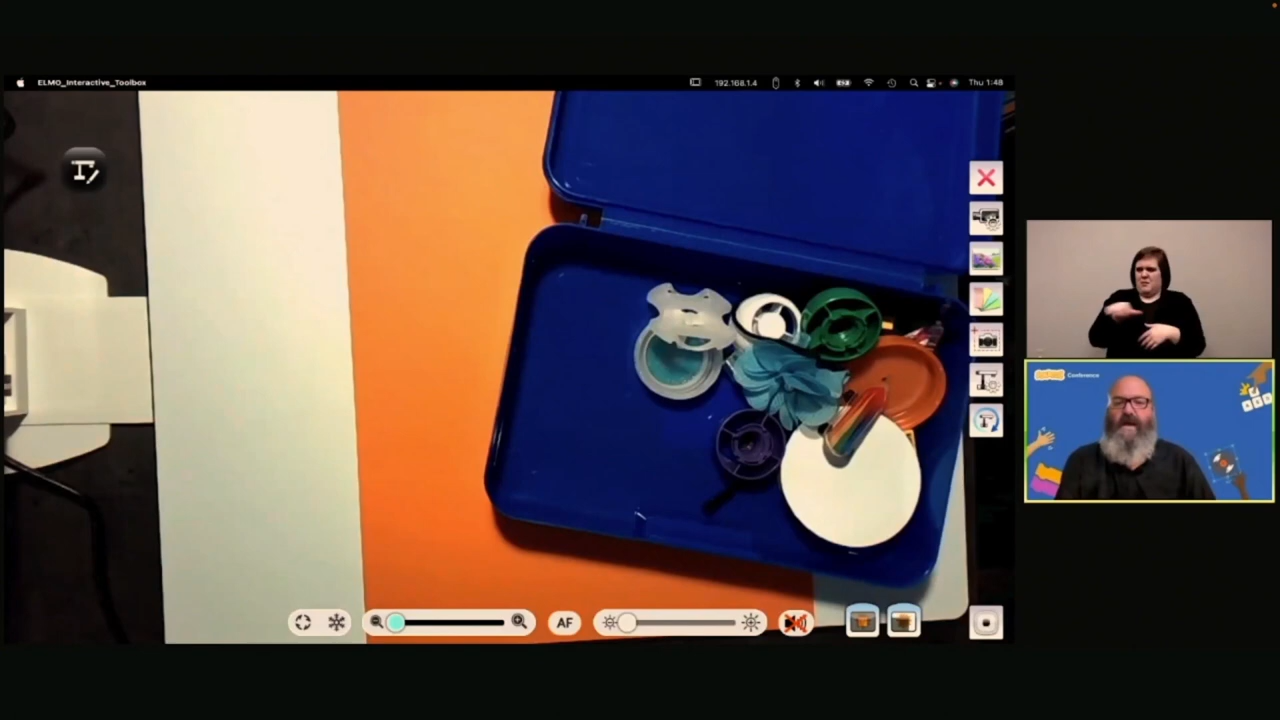 ELMO_Interactive_Toolbox
192.168.1.4
Thu 1:48
Conference
AF